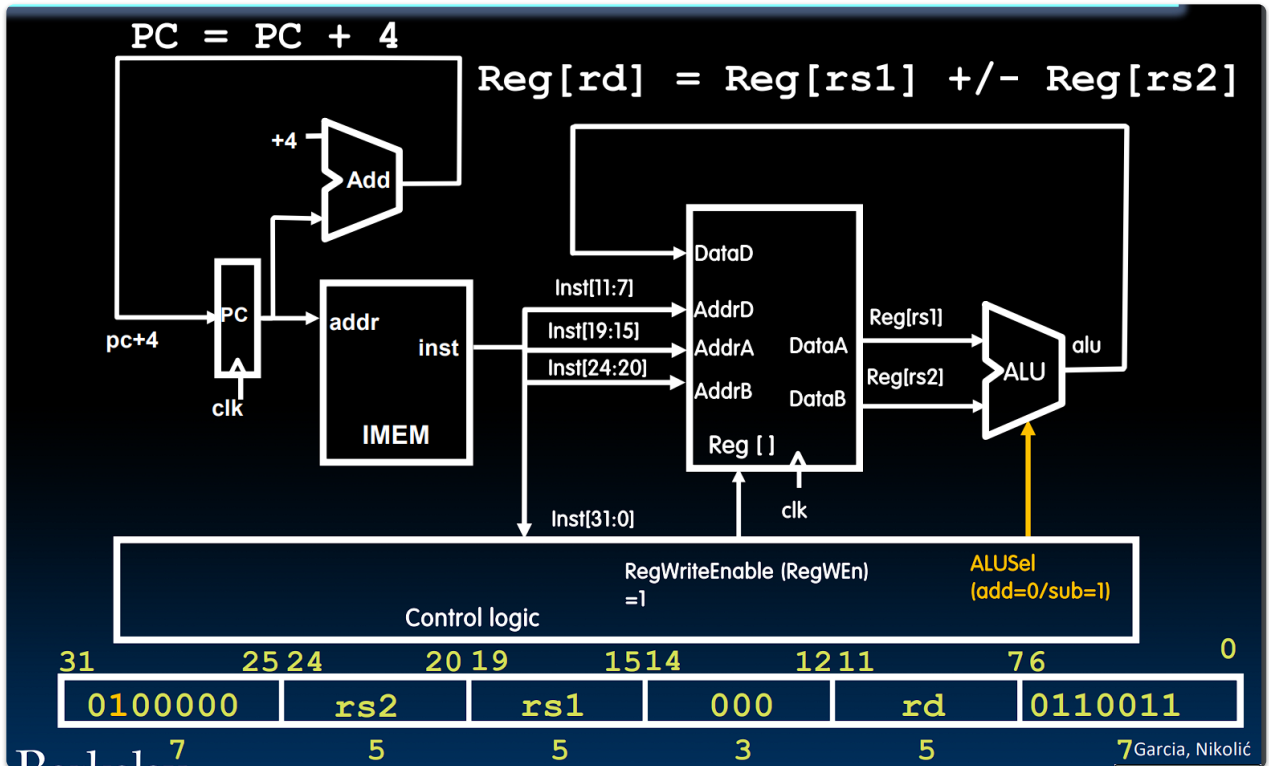 PC = PC + 4
Reg[rd] = Reg[rs1] +/- Reg[rs2]
+4
Add
DataD
Inst[11:7]
AddrD
PC
addr
Reg[rs1]
Inst[19:15]
pc+4
inst
AddrA
DataA
alu
Inst[24:20]
ALU
Reg[rs2]
AddrB
DataB
clk
IMEM
Reg [ ]
clk
Inst[31:0]
RegWriteEnable (RegWEn)
=1
ALUSel
(add=0/sub=1)
Control logic
31 25 24 20 19 15 14 12 11 7 6 0
0100000 rs2 rs1 000 rd 0110011
7 5 5 3 5 7
Garcia, Nikolić